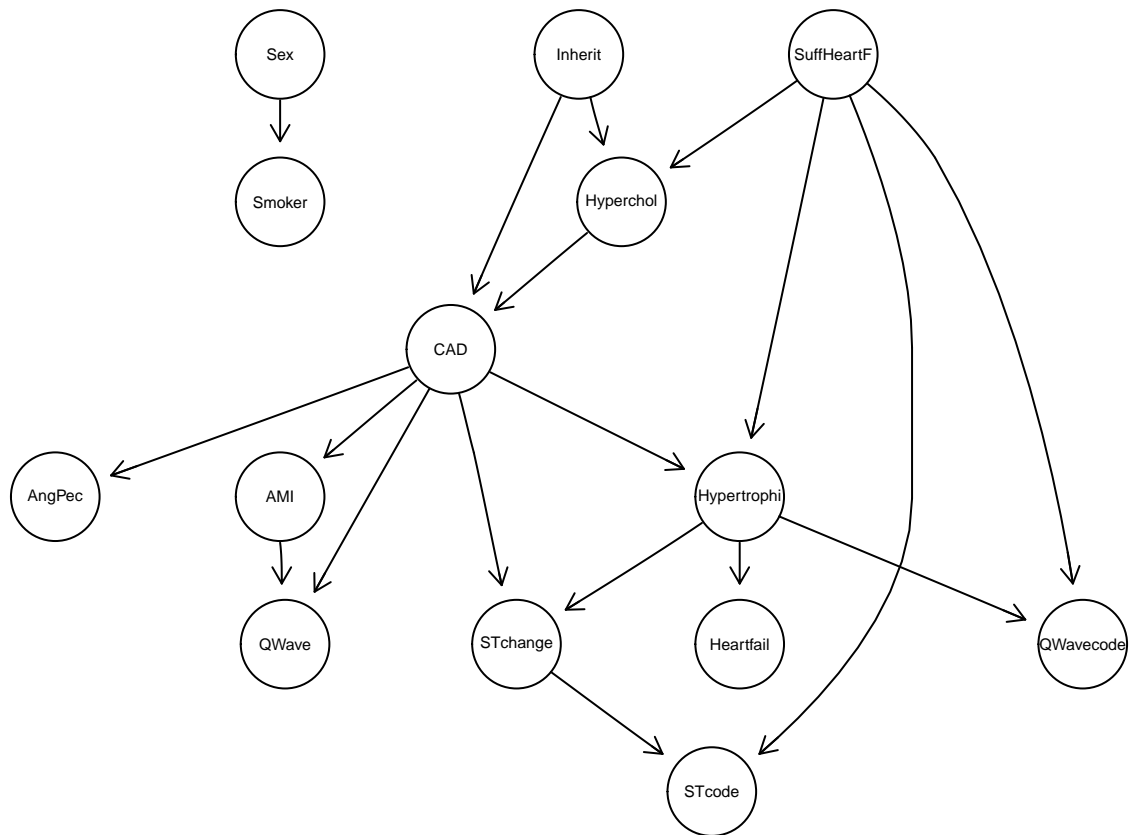 Sex
Inherit
SuffHeartF
Smoker
Hyperchol
CAD
AngPec
AMI
Hypertrophi
QWave
STchange
Heartfail
QWavecode
STcode